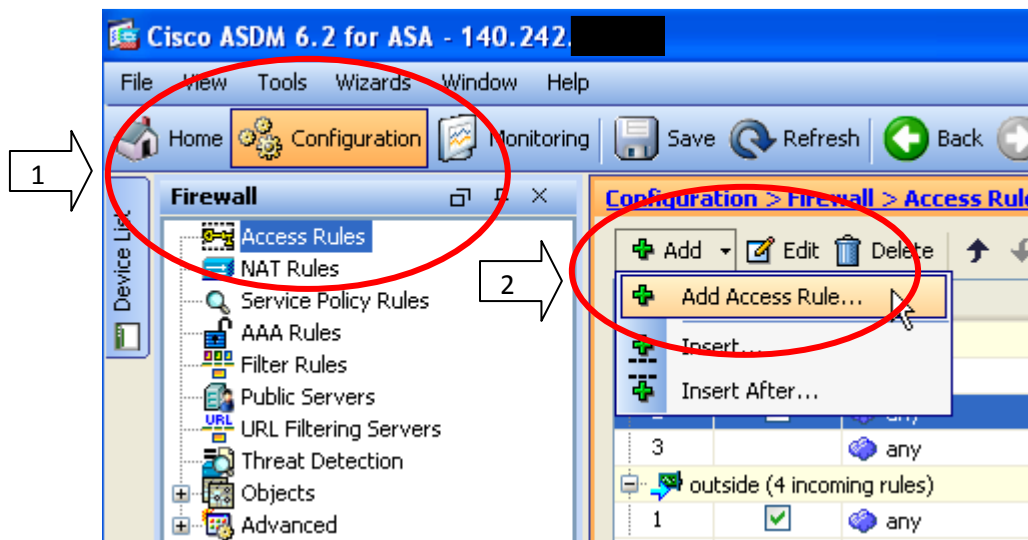 Cisco ASDM 6.2 for ASA - 140.242.
File View Tools Wizards Window Help
Home Configuration Monitoring Save Refresh Back
1
Device List
Firewall
Access Rules
NAT Rules
Service Policy Rules
AAA Rules
Filter Rules
Public Servers
URL URL Filtering Servers
Threat Detection
Objects
Advanced
Configuration > Firewall > Access Rule
2
Add Edit Delete
Add Access Rule...
Insert...
Insert After...
any
3 any
outside (4 incoming rules)
1 any